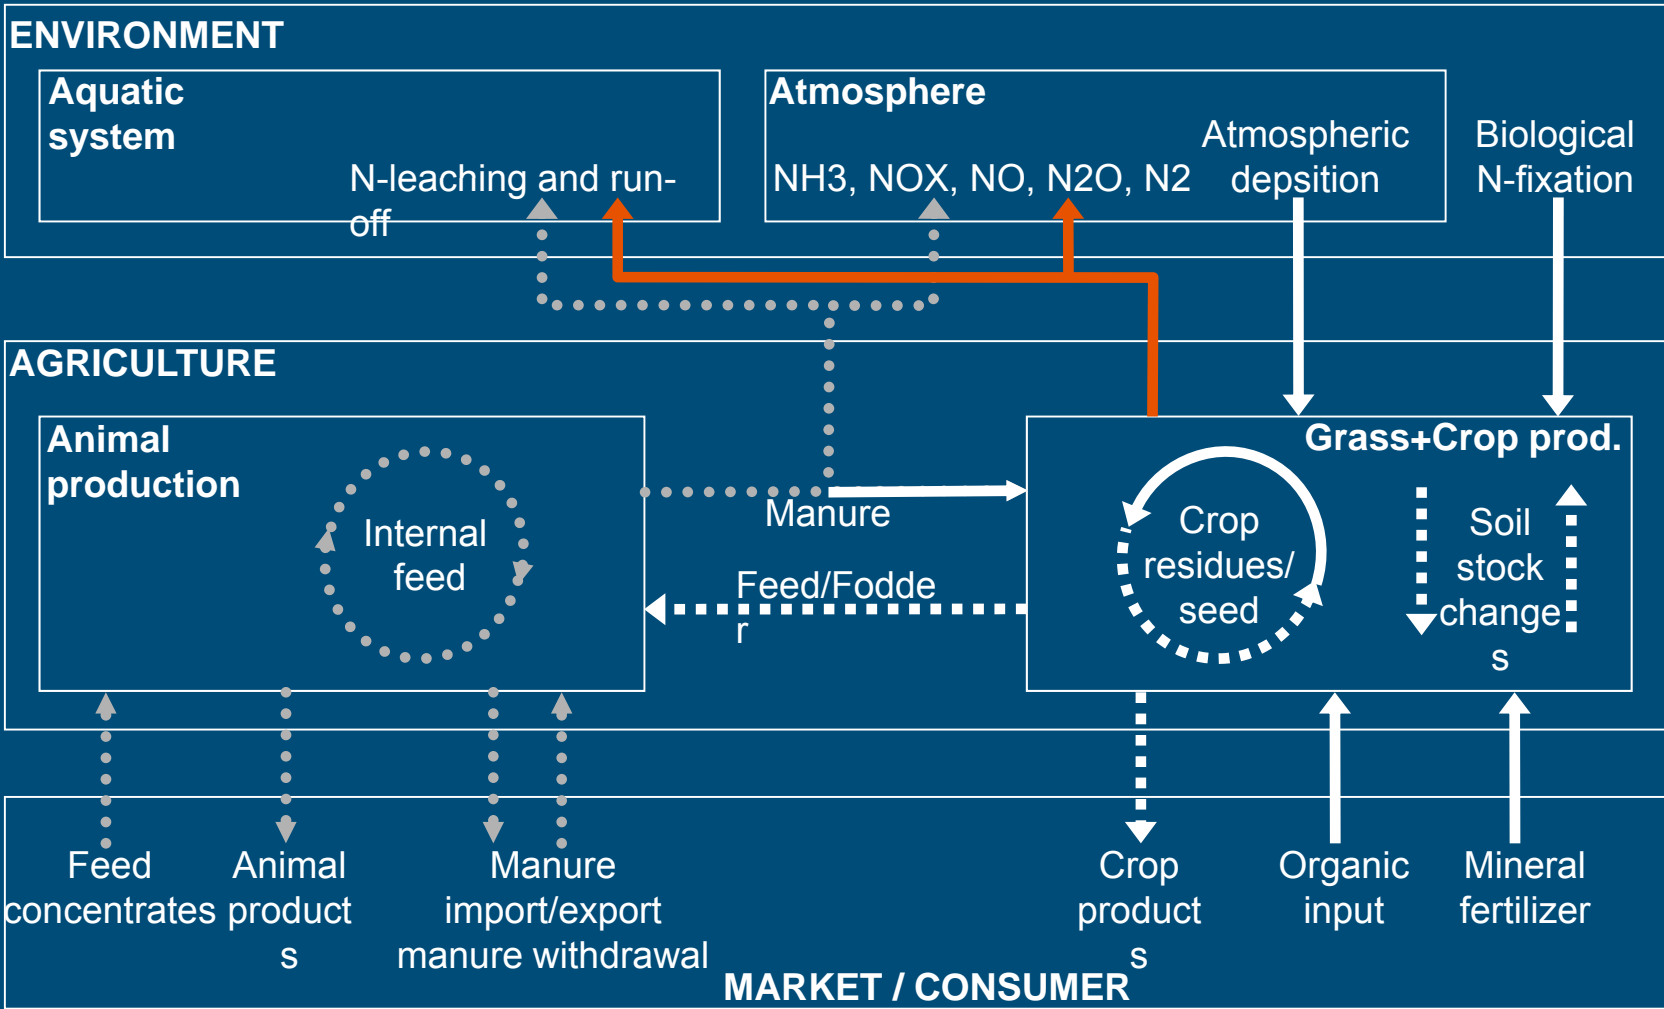 ENVIRONMENT
Aquatic
system
N-leaching and run-
off
Atmosphere
NH3, NOX, NO, N2O, N2
Atmospheric
depsition
Biological
N-fixation
AGRICULTURE
Animal
production
Internal
feed
Manure
Feed/Fodde
r
Grass+Crop prod.
Crop
residues/
seed
Soil
stock
change
s
Feed
concentrates
Animal
product
s
Manure
import/export
manure withdrawal
Crop
product
s
Organic
input
Mineral
fertilizer
MARKET / CONSUMER